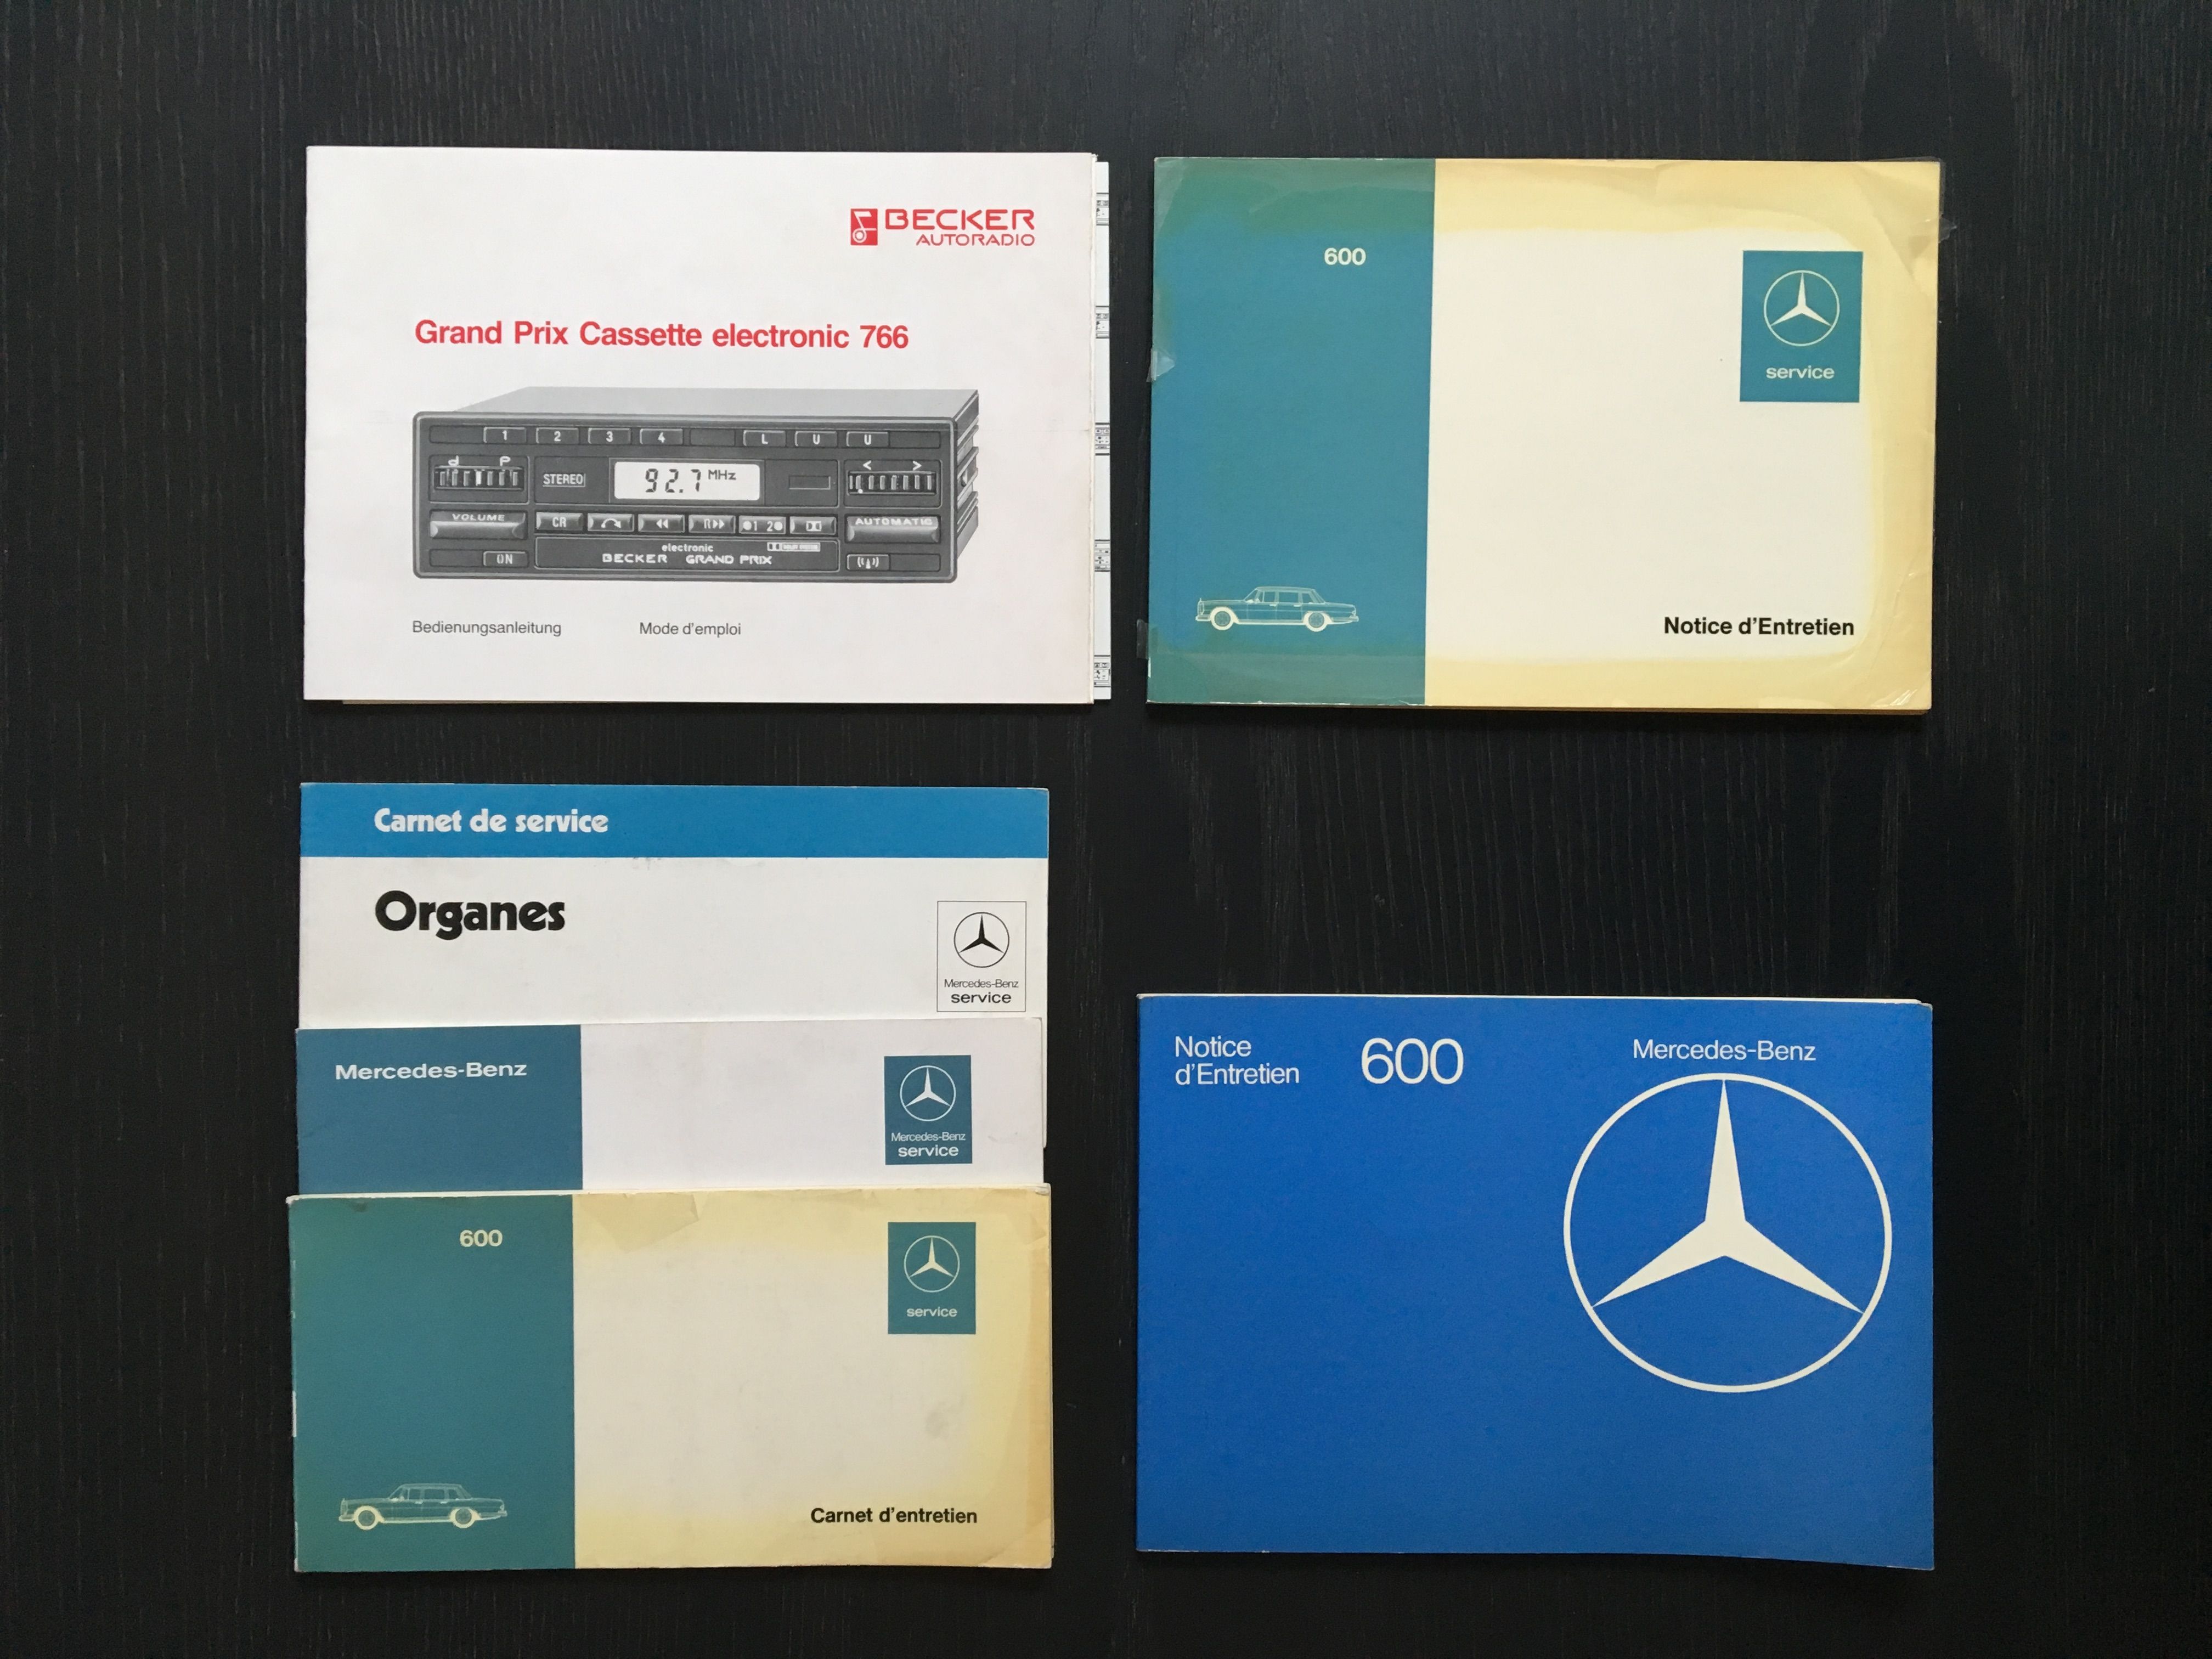 BECKER
AUTORADIO
Grand Prix Cassette electronic 766
1 2 3 4 L U U
d P
< >
STEREO
92.7 MHz
VOLUME
CR
1 2
AUTOMATIC
electronic
BECKER GRAND PRIX
ON
Bedienungsanleitung Mode d'emploi
600
service
Notice d'Entretien
Carnet de service
Organes
Mercedes-Benz
service
Mercedes-Benz
Mercedes-Benz
service
600
service
Carnet d'entretien
Notice
d'Entretien
600
Mercedes-Benz